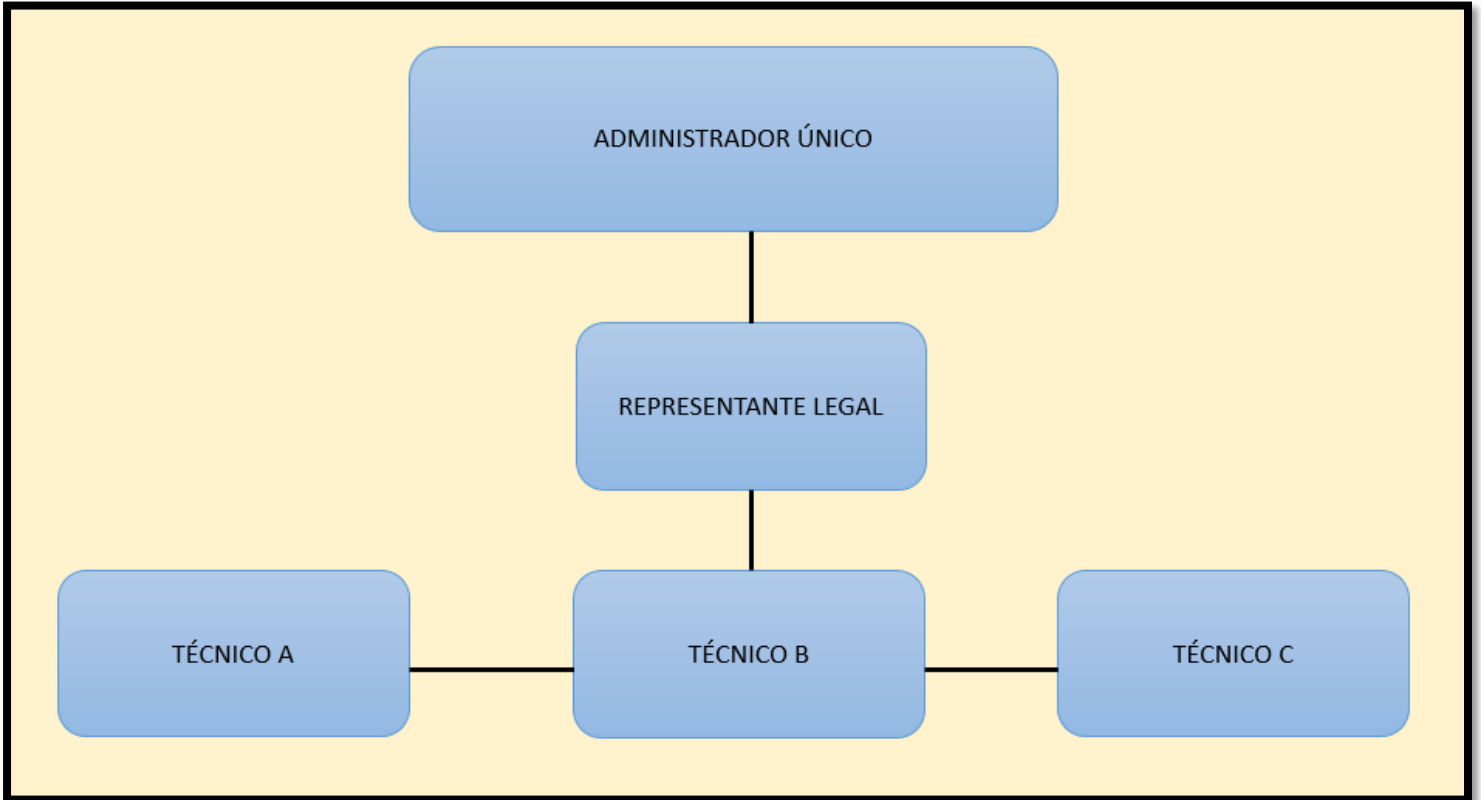 ADMINISTRADOR ÚNICO
REPRESENTANTE LEGAL
TÉCNICO A
TÉCNICO B
TÉCNICO C